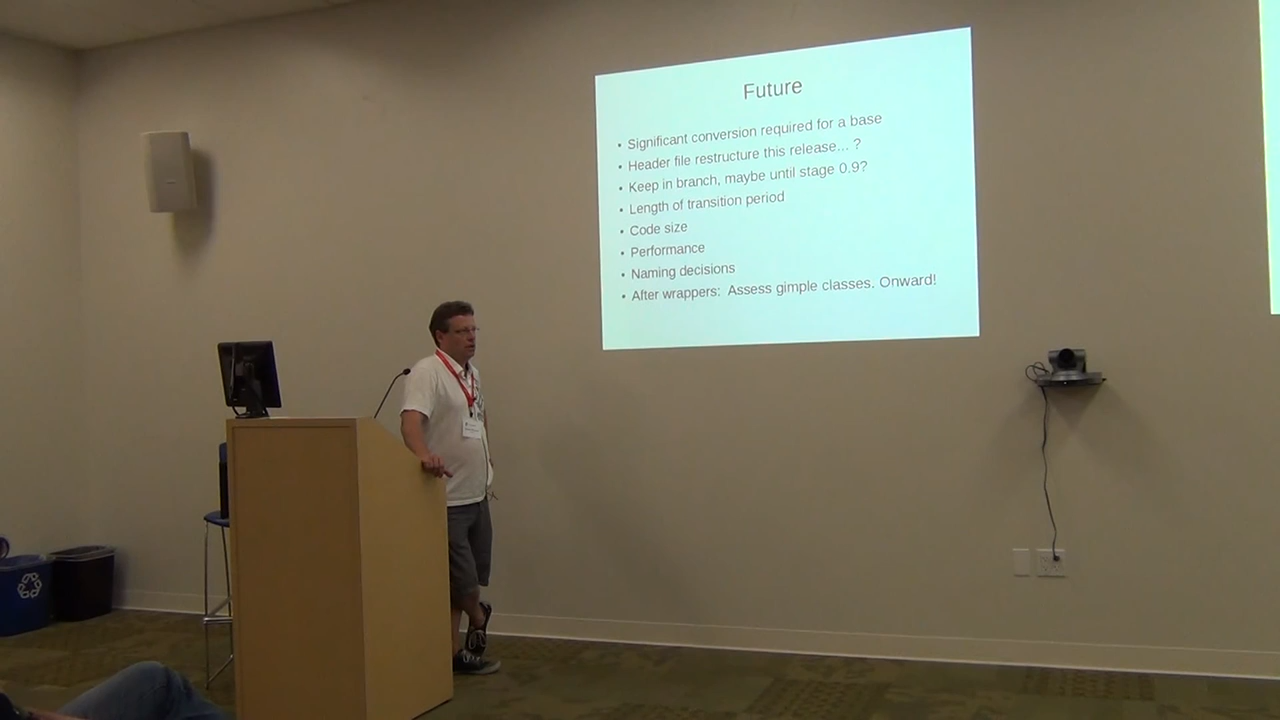 Future
• Significant conversion required for a base
• Header file restructure this release... ?
• Keep in branch, maybe until stage 0.9?
• Length of transition period
• Code size
• Performance
• Naming decisions
• After wrappers: Assess gimple classes. Onward!